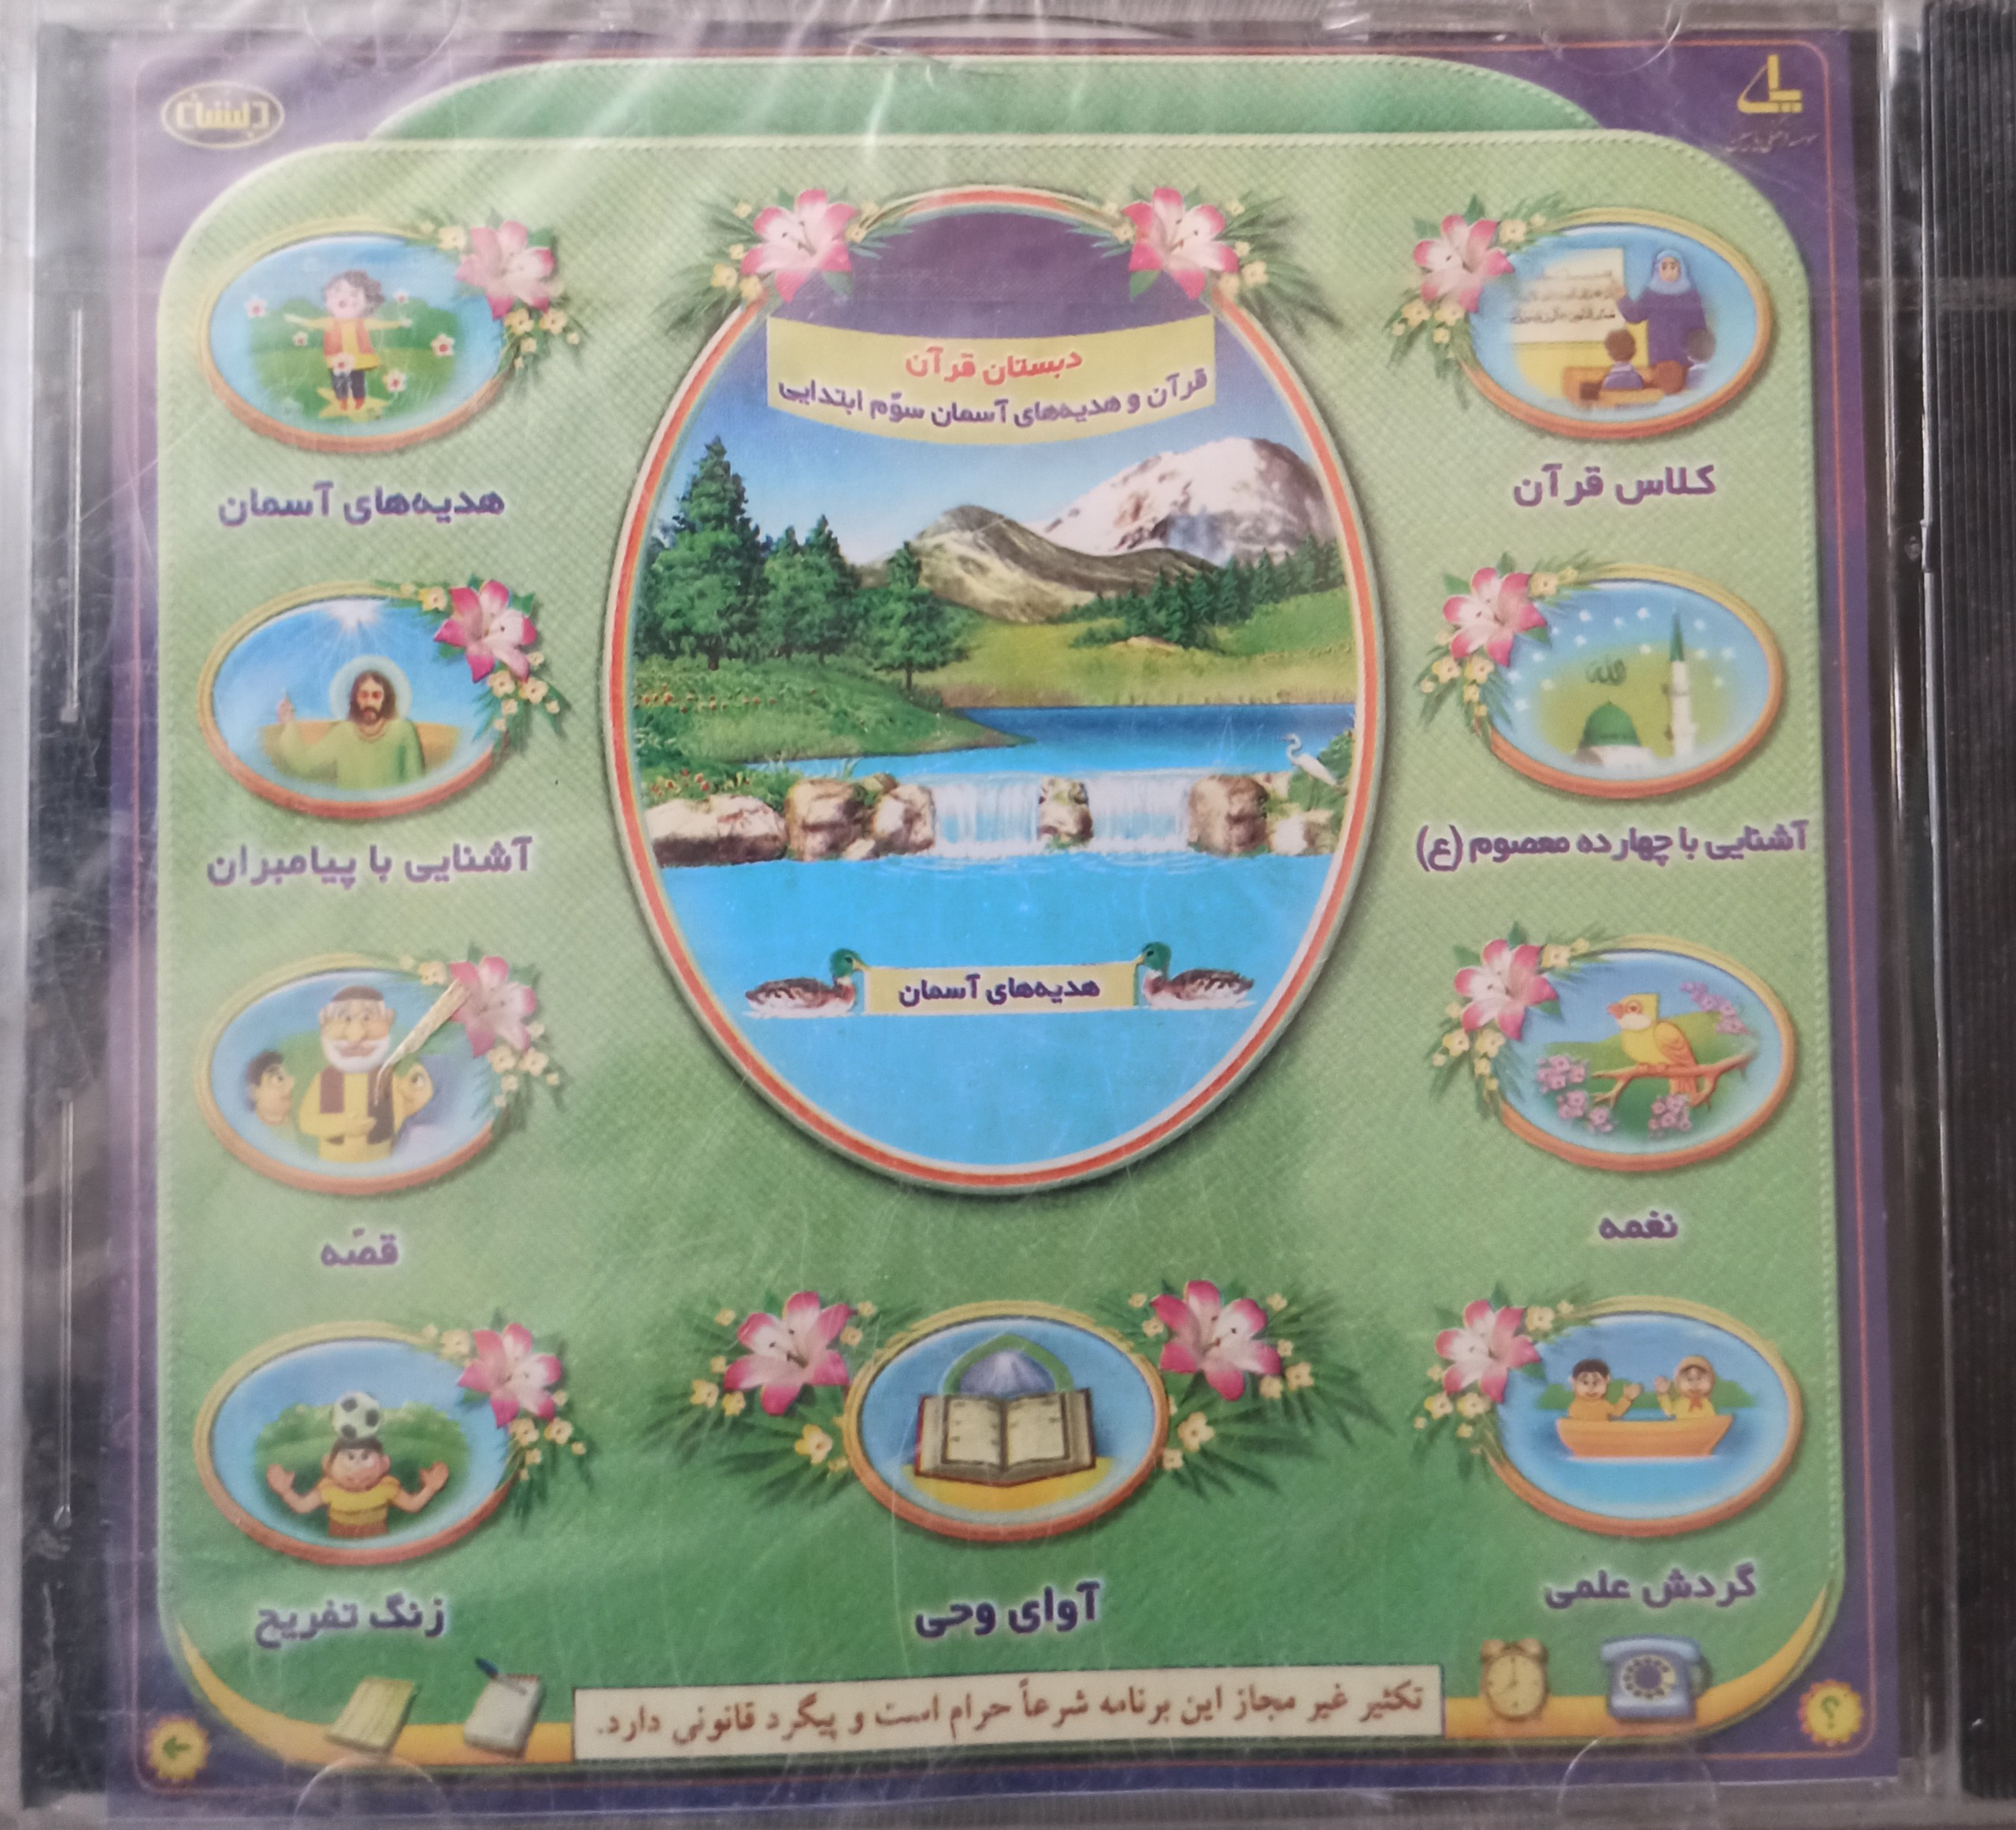 دبستان قرآن
قرآن و هدیه‌های آسمان سوّم ابتدایی
کلاس قرآن
هدیه‌های آسمان
الله
آشنایی با چهارده معصوم (ع)
آشنایی با پیامبران
هدیه‌های آسمان
نغمه
قصّه
گردش علمی
آوای وحی
زنگ تفریح
تکثیر غیر مجاز این برنامه شرعاً حرام است و پیگرد قانونی دارد.
؟